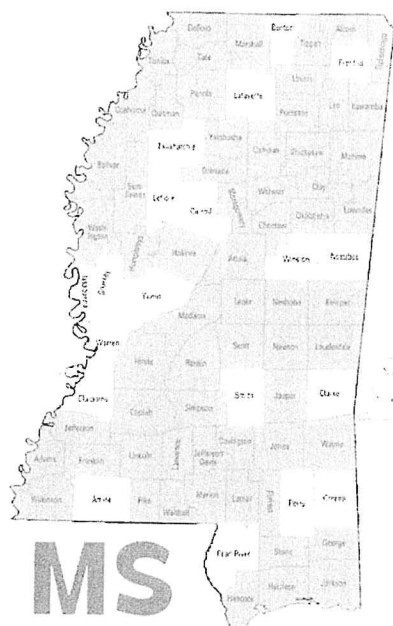 DeSoto
Benton
Alcorn
Marshall
Tippah
Tate
Tunica
Prentiss
Union
Panola
Lafayette
Lee
Itawamba
Coahoma
Quitman
Pontotoc
Tallahatchie
Yalobusha
Calhoun
Chickasaw
Monroe
Bolivar
Grenada
Sunflower
Leflore
Carroll
Montgomery
Webster
Clay
Lowndes
Oktibbeha
Choctaw
Wash-
ington
Humphreys
Holmes
Attala
Winston
Noxubee
Sharkey
Issaquena
Yazoo
Leake
Neshoba
Kemper
Madison
Warren
Scott
Newton
Lauderdale
Hinds
Rankin
Smith
Jasper
Clarke
Claiborne
Copiah
Simpson
Jefferson
Covington
Jones
Wayne
Adams
Franklin
Lincoln
Lawrence
Jefferson
Davis
Wilkinson
Amite
Pike
Marion
Lamar
Forrest
Perry
Greene
Walthall
Pearl River
George
Stone
Hancock
Harrison
Jackson
MS